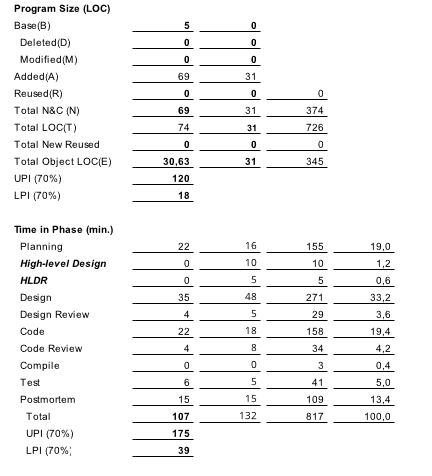 Program Size (LOC)
Base(B) 5 0
Deleted(D) 0 0
Modified(M) 0 0
Added(A) 69 31
Reused(R) 0 0 0
Total N&C (N) 69 31 374
Total LOC(T) 74 31 726
Total New Reused 0 0 0
Total Object LOC(E) 30,63 31 345
UPI (70%) 120
LPI (70%) 18
Time in Phase (min.)
Planning 22 16 155 19,0
High-level Design 0 10 10 1,2
HLDR 0 5 5 0,6
Design 35 48 271 33,2
Design Review 4 5 29 3,6
Code 22 18 158 19,4
Code Review 4 8 34 4,2
Compile 0 0 3 0,4
Test 6 5 41 5,0
Postmortem 15 15 109 13,4
Total 107 132 817 100,0
UPI (70%) 175
LPI (70%) 39